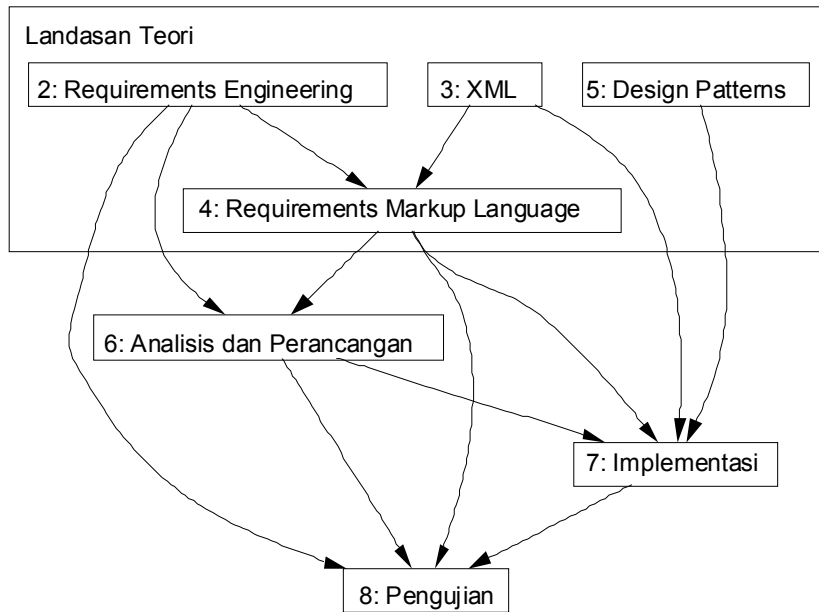 Landasan Teori
2: Requirements Engineering
3: XML
5: Design Patterns
4: Requirements Markup Language
6: Analisis dan Perancangan
7: Implementasi
8: Pengujian